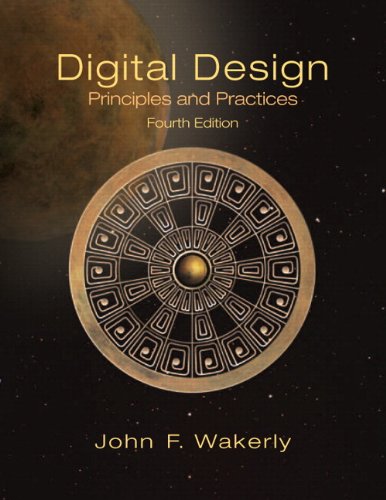 Digital Design
Principles and Practices
Fourth Edition
John F. Wakerly